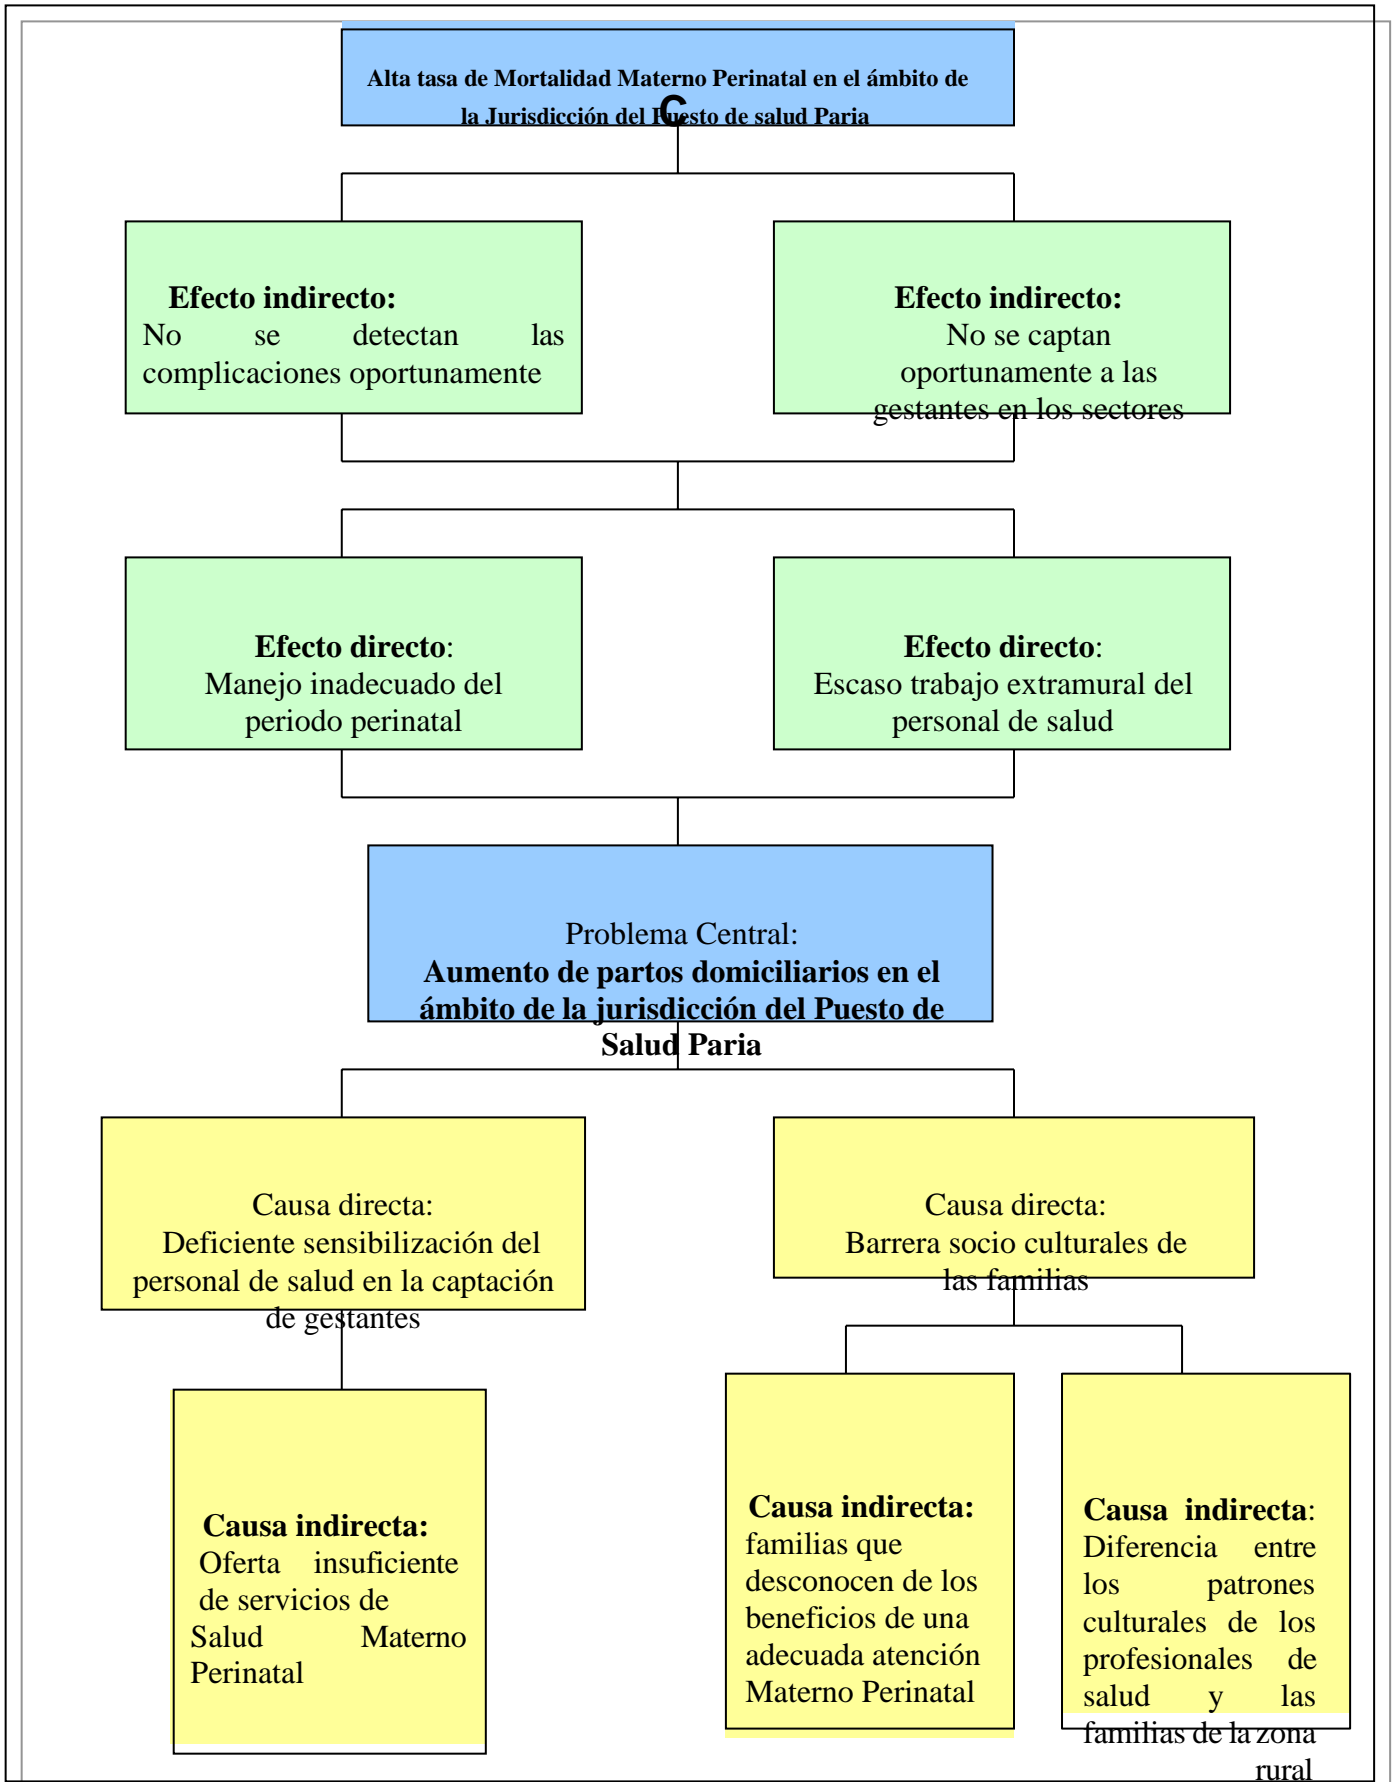 Alta tasa de Mortalidad Materno Perinatal en el ámbito de
C
la Jurisdicción del Puesto de salud Paria
Efecto indirecto:
No se detectan las
complicaciones oportunamente
Efecto indirecto:
No se captan
oportunamente a las
gestantes en los sectores
Efecto directo:
Manejo inadecuado del
periodo perinatal
Efecto directo:
Escaso trabajo extramural del
personal de salud
Problema Central:
Aumento de partos domiciliarios en el
ámbito de la jurisdicción del Puesto de
Salud Paria
Causa directa:
Deficiente sensibilización del
personal de salud en la captación
de gestantes
Causa directa:
Barrera socio culturales de
las familias
Causa indirecta:
Oferta insuficiente
de servicios de
Salud Materno
Perinatal
Causa indirecta:
familias que
desconocen de los
beneficios de una
adecuada atención
Materno Perinatal
Causa indirecta:
Diferencia entre
los patrones
culturales de los
profesionales de
salud y las
familias de la zona
rural